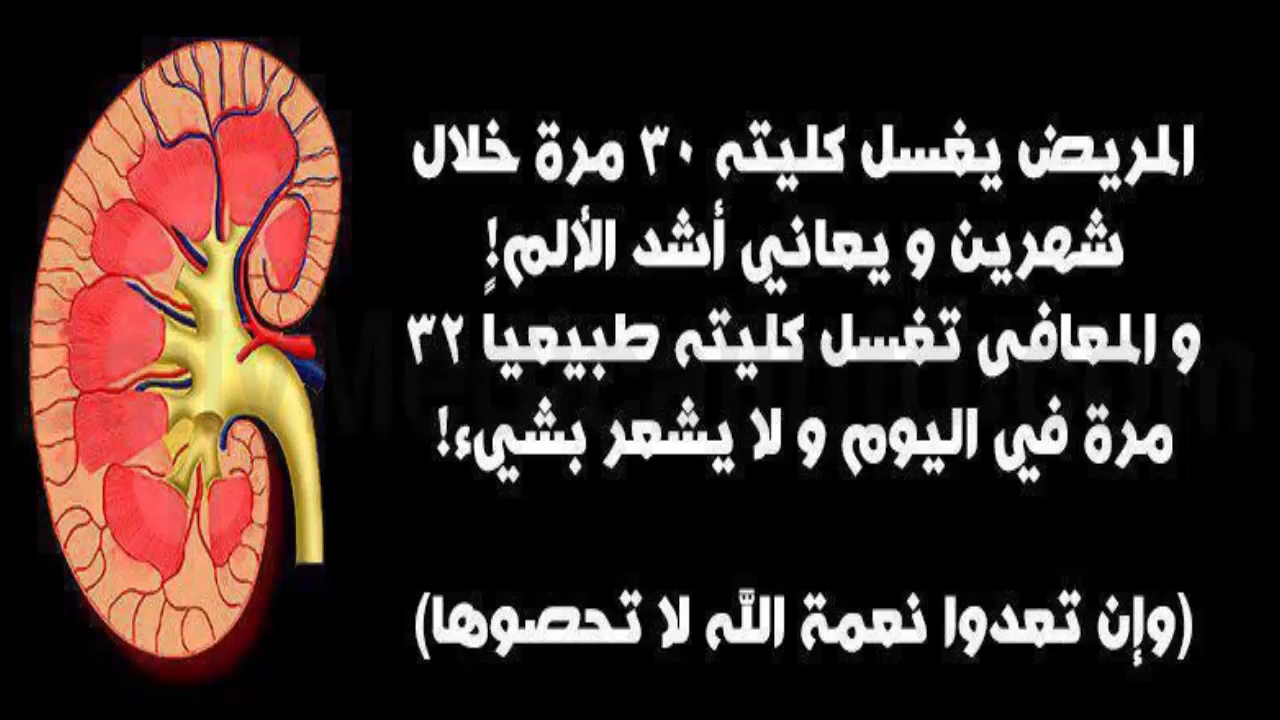 المريض يغسل كليته ٣٠ مرة خلال
شهرين و يعاني أشد الألم!ٍ
و المعافى تغسل كليته طبيعيا ٣٢
مرة في اليوم و لا يشعر بشيء!
(وإن تعدوا نعمة الله لا تحصوها)